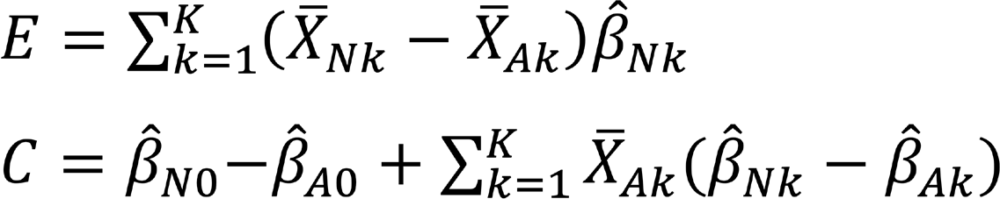 E = ∑_{k=1}^{K}(X̄_{Nk} − X̄_{Ak})β̂_{Nk}
C = β̂_{N0}−β̂_{A0} + ∑_{k=1}^{K} X̄_{Ak}(β̂_{Nk} − β̂_{Ak})